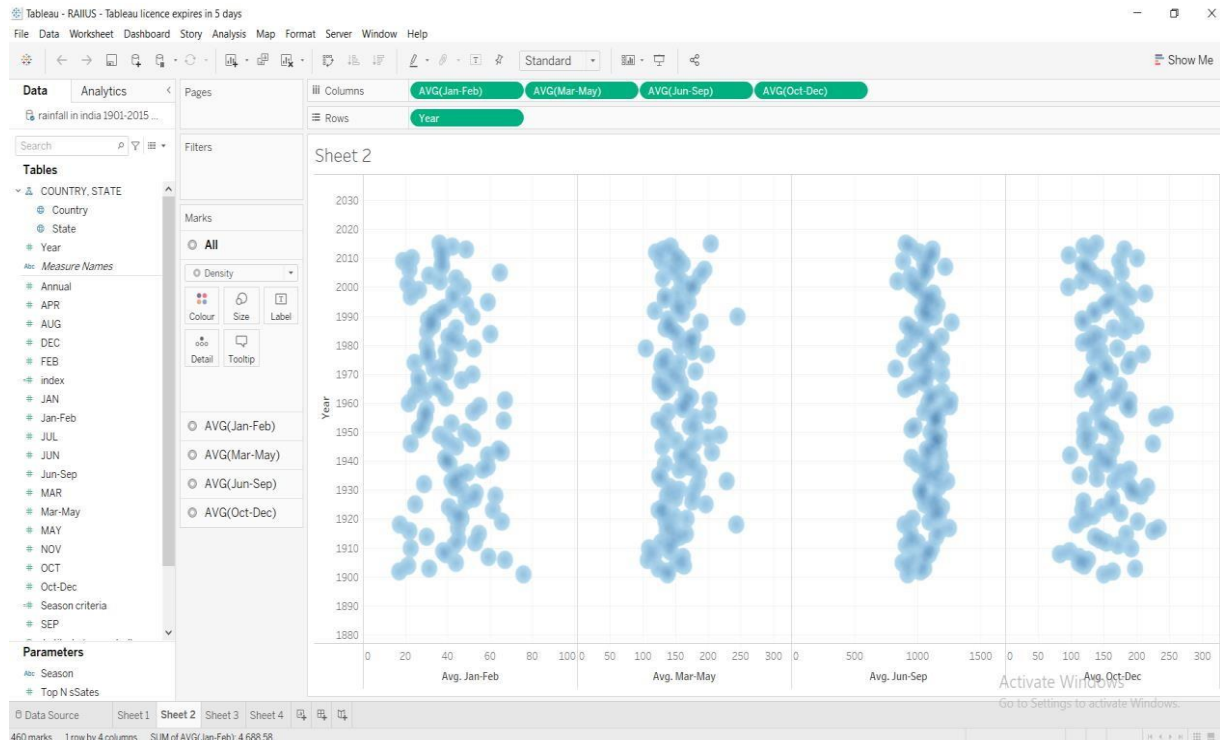 Tableau - RAIIUS - Tableau licence expires in 5 days
File Data Worksheet Dashboard Story Analysis Map Format Server Window Help
Standard
Show Me
Data Analytics
Pages
Columns
AVG(Jan-Feb) AVG(Mar-May) AVG(Jun-Sep) AVG(Oct-Dec)
rainfall in india 1901-2015 ...
Rows
Year
Search
Filters
Sheet 2
Tables
COUNTRY, STATE
Country
State
Year
Abc Measure Names
Annual
APR
AUG
DEC
FEB
index
JAN
Jan-Feb
JUL
JUN
Jun-Sep
MAR
Mar-May
MAY
NOV
OCT
Oct-Dec
Season criteria
SEP
Parameters
Abc Season
Top N sSates
Marks
All
Density
Colour Size Label
Detail Tooltip
AVG(Jan-Feb)
AVG(Mar-May)
AVG(Jun-Sep)
AVG(Oct-Dec)
2030
2020
2010
2000
1990
1980
1970
1960
1950
1940
1930
1920
1910
1900
1890
1880
Year
0 20 40 60 80 100 0 50 100 150 200 250 300 0 500 1000 1500 0 50 100 150 200 250 300
Avg. Jan-Feb Avg. Mar-May Avg. Jun-Sep Avg. Oct-Dec
Activate Windows
Go to Settings to activate Windows.
Data Source Sheet 1 Sheet 2 Sheet 3 Sheet 4
460 marks 1 row by 4 columns SUM of AVG(Jan-Feb): 4,688.58